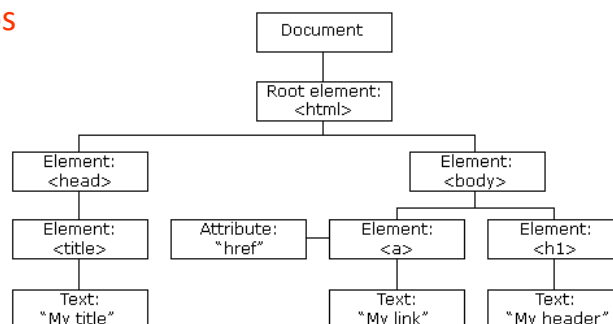 Document
Root element:
<html>
Element:
<head>
Element:
<body>
Element:
<title>
Attribute:
"href"
Element:
<a>
Element:
<h1>
Text:
"My title"
Text:
"My link"
Text:
"My header"